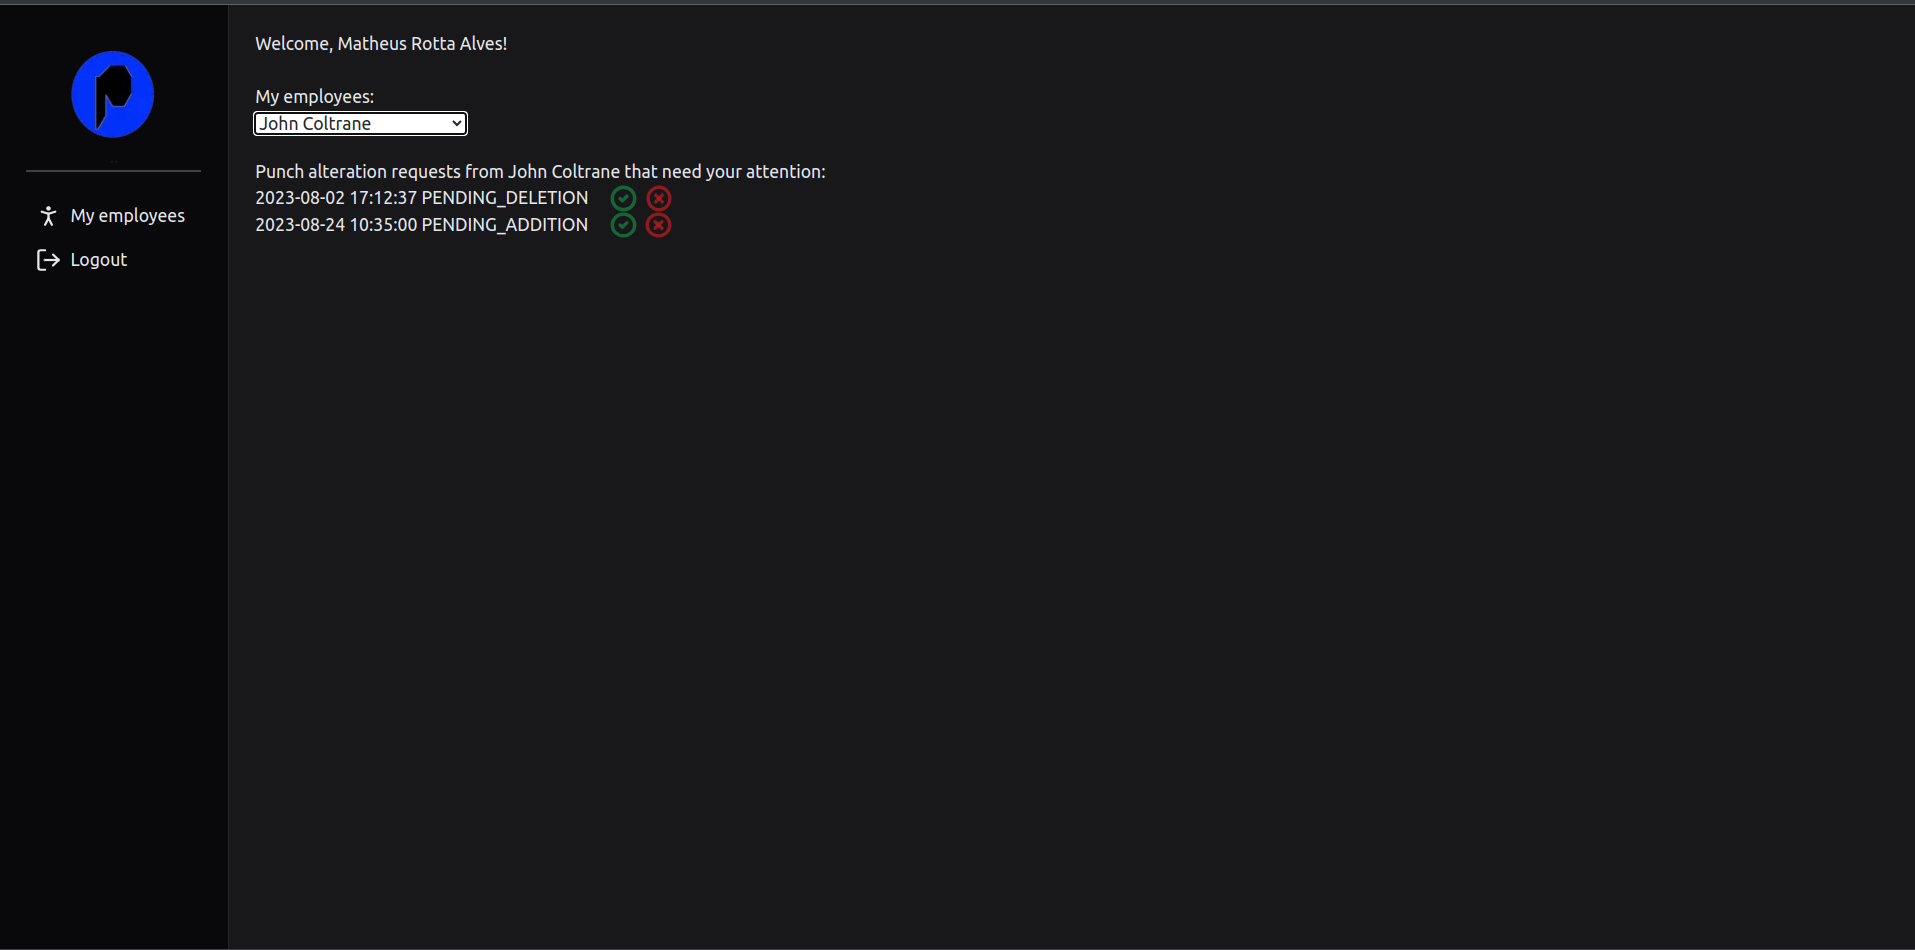 My employees
Logout
Welcome, Matheus Rotta Alves!
My employees:
John Coltrane
Punch alteration requests from John Coltrane that need your attention:
2023-08-02 17:12:37 PENDING_DELETION
2023-08-24 10:35:00 PENDING_ADDITION